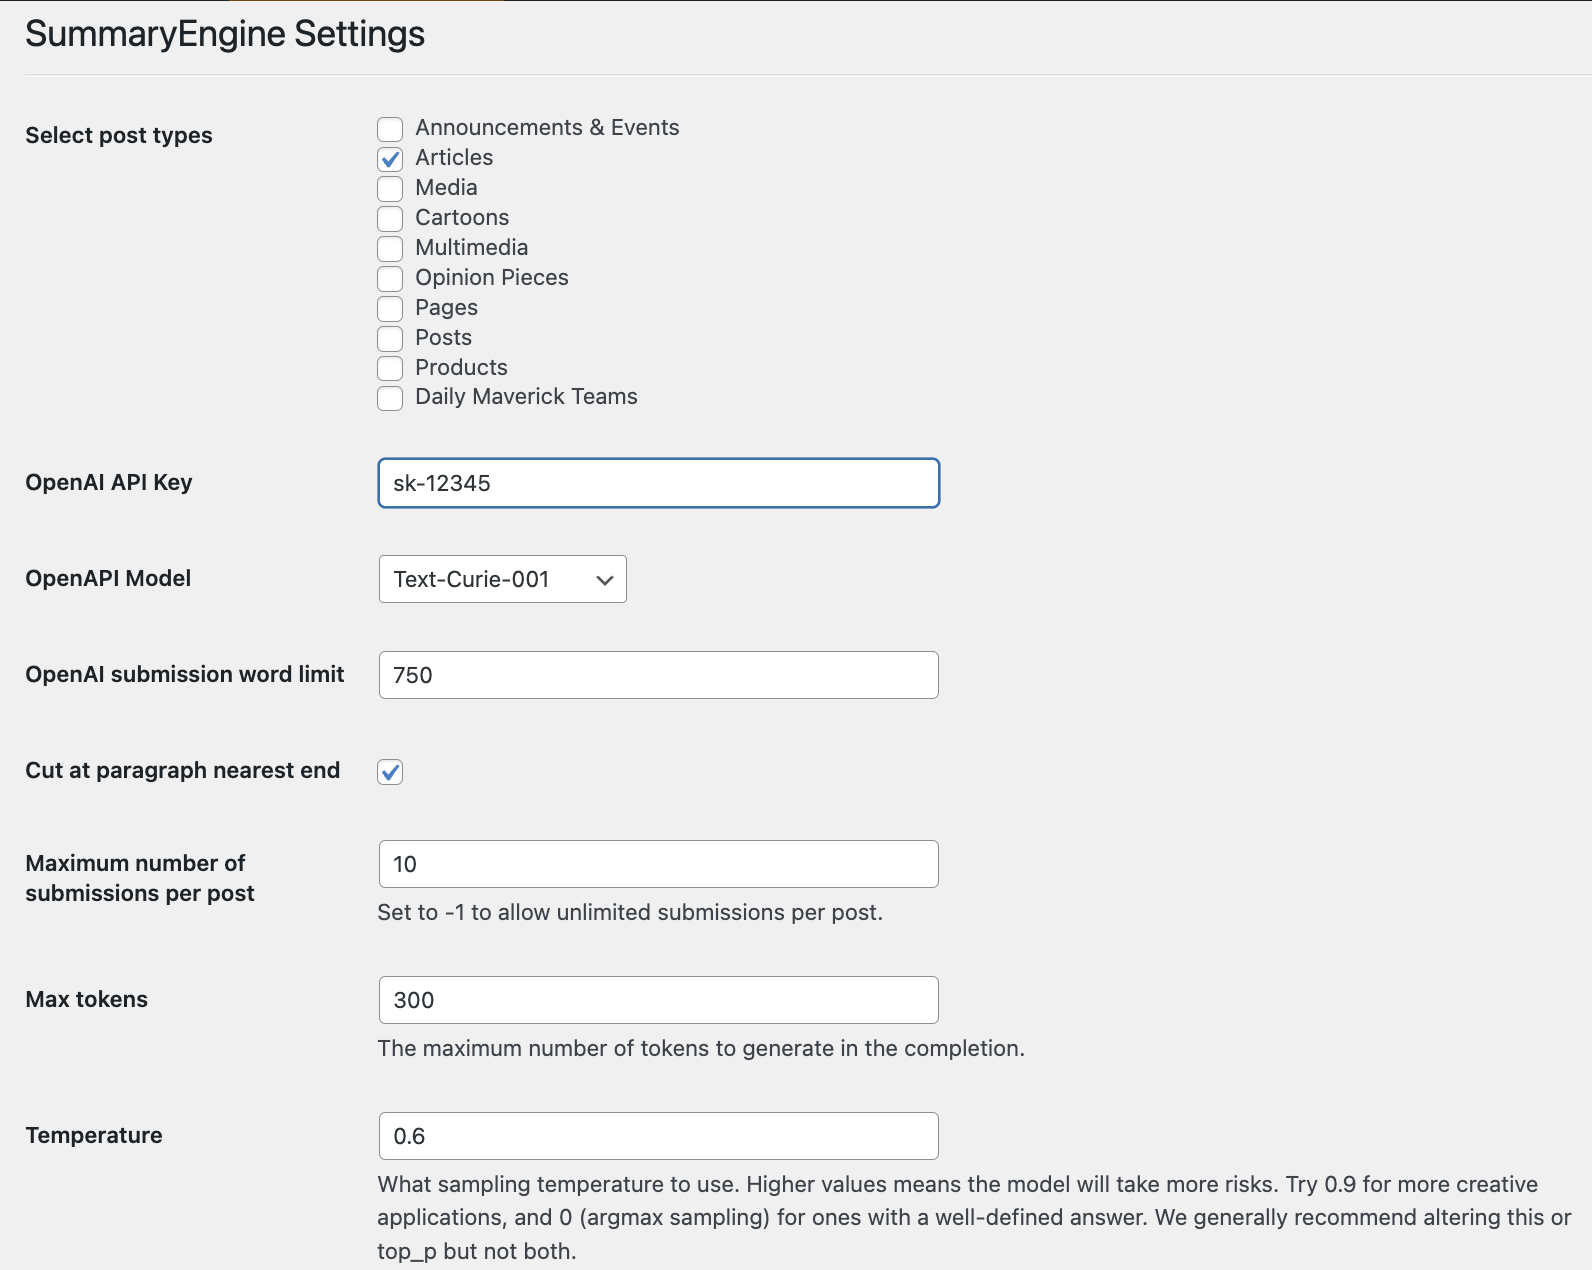 SummaryEngine Settings
Select post types
Announcements & Events
Articles
Media
Cartoons
Multimedia
Opinion Pieces
Pages
Posts
Products
Daily Maverick Teams
OpenAI API Key
sk-12345
OpenAPI Model
Text-Curie-001
OpenAI submission word limit
750
Cut at paragraph nearest end
Maximum number of
submissions per post
10
Set to -1 to allow unlimited submissions per post.
Max tokens
300
The maximum number of tokens to generate in the completion.
Temperature
0.6
What sampling temperature to use. Higher values means the model will take more risks. Try 0.9 for more creative
applications, and 0 (argmax sampling) for ones with a well-defined answer. We generally recommend altering this or
top_p but not both.